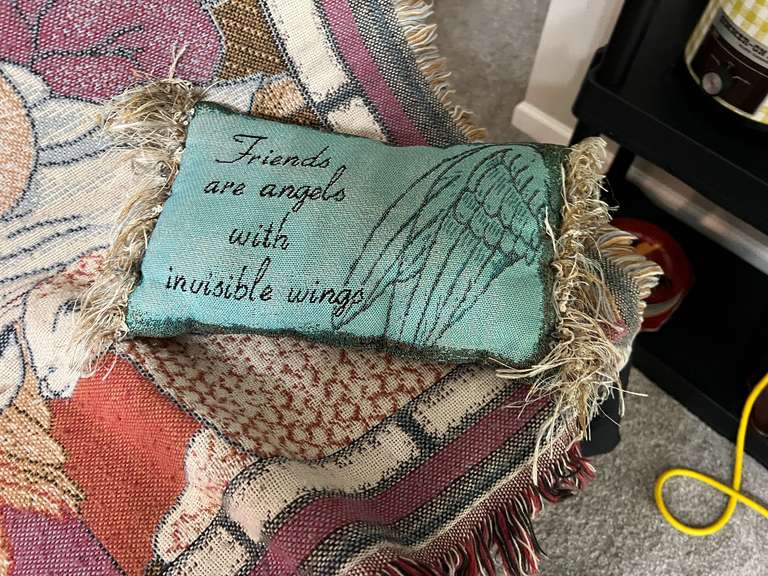 Friends
are angels
with
invisible wings